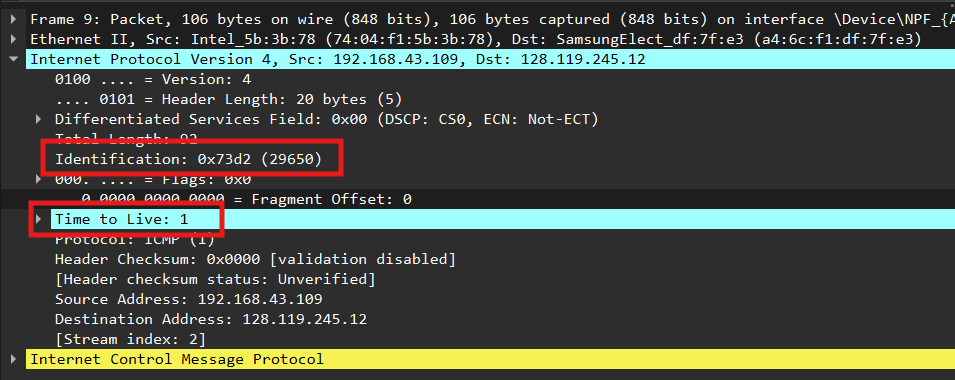 Frame 9: Packet, 106 bytes on wire (848 bits), 106 bytes captured (848 bits) on interface \Device\NPF_{A
Ethernet II, Src: Intel_5b:3b:78 (74:04:f1:5b:3b:78), Dst: SamsungElect_df:7f:e3 (a4:6c:f1:df:7f:e3)
Internet Protocol Version 4, Src: 192.168.43.109, Dst: 128.119.245.12
0100 .... = Version: 4
.... 0101 = Header Length: 20 bytes (5)
Differentiated Services Field: 0x00 (DSCP: CS0, ECN: Not-ECT)
Total Length: 92
Identification: 0x73d2 (29650)
000. .... = Flags: 0x0
...0 0000 0000 0000 = Fragment Offset: 0
Time to Live: 1
Protocol: ICMP (1)
Header Checksum: 0x0000 [validation disabled]
[Header checksum status: Unverified]
Source Address: 192.168.43.109
Destination Address: 128.119.245.12
[Stream index: 2]
Internet Control Message Protocol